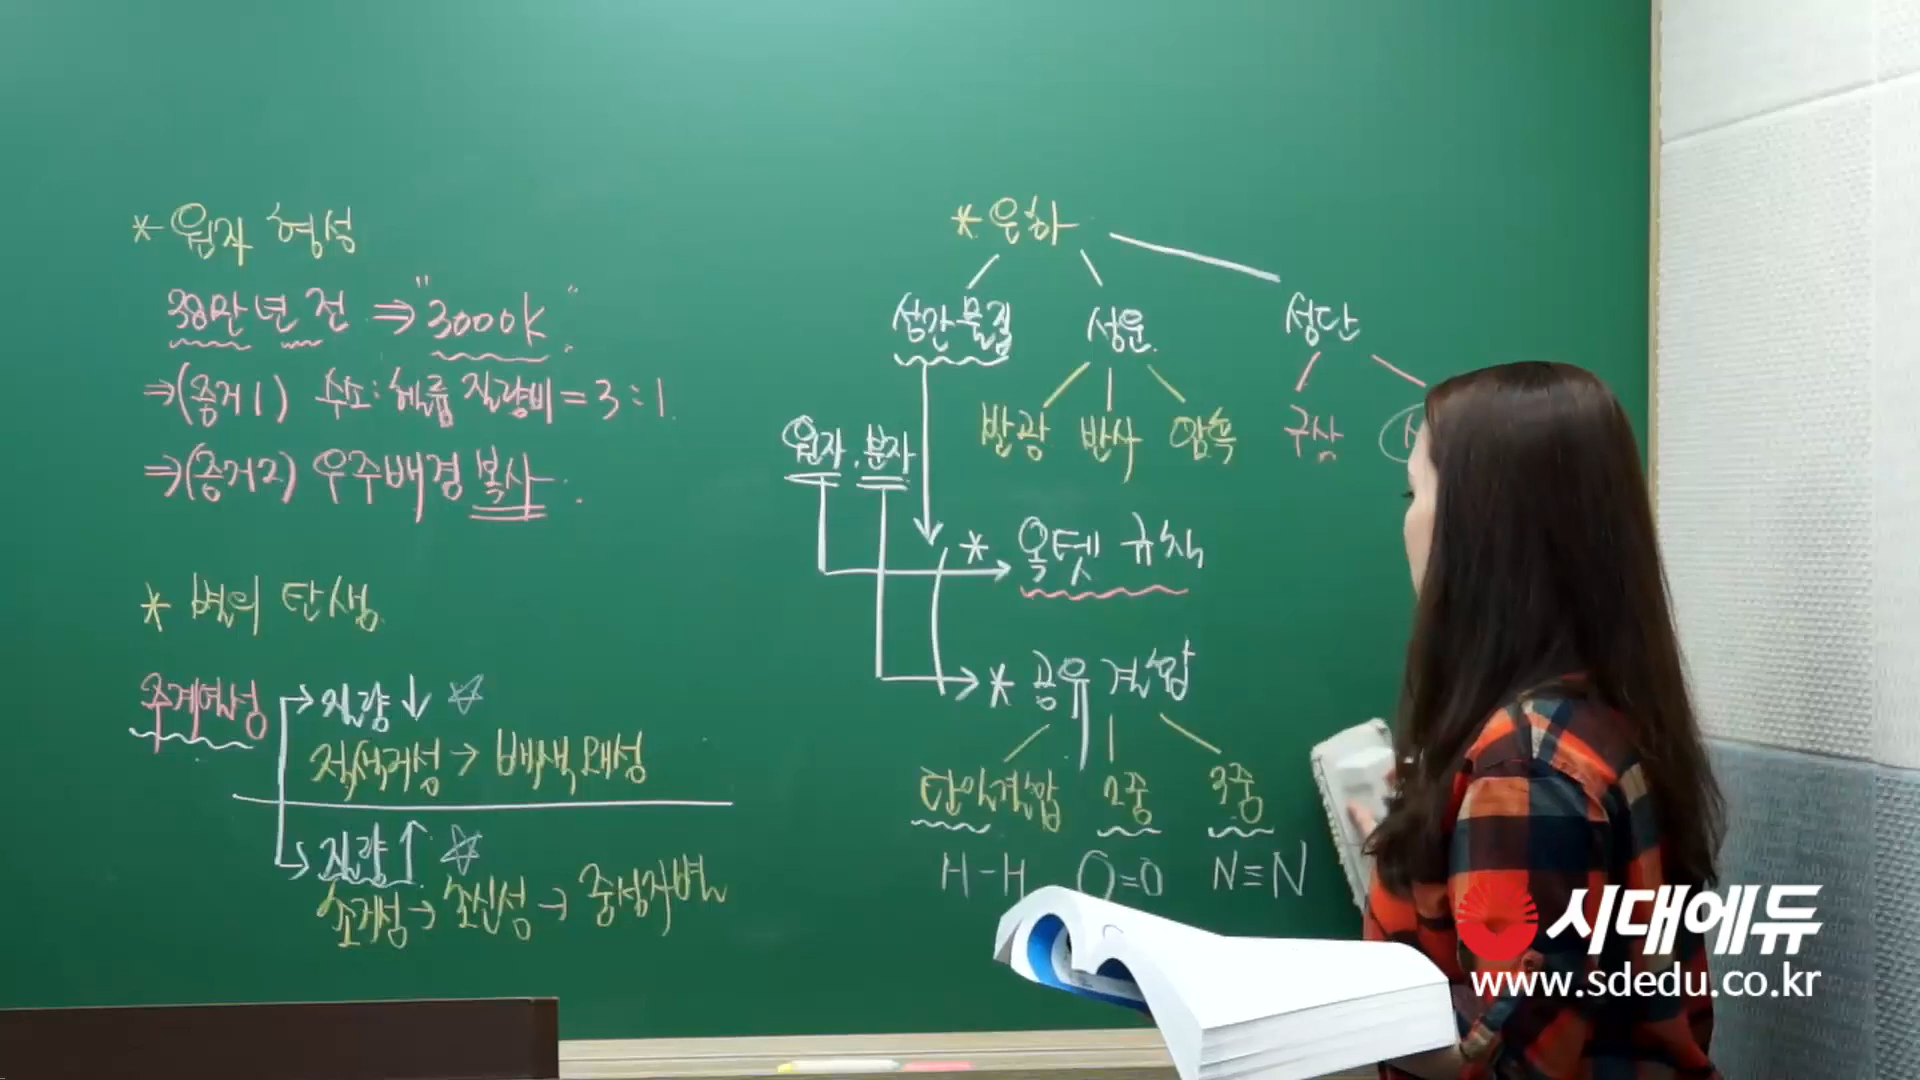 * 원자 형성
38만년 전 ⇒ "3000K".
⇒(증거1) 수소:헬륨 질량비 = 3:1.
⇒(증거2) 우주배경 복사.
* 별의 탄생
주계열성 → 질량↓ ☆
적색거성 → 백색왜성
→ 질량↑ ☆
초거성 → 초신성 → 중성자별
* 은하
성간물질 성운. 성단
발광 반사 암흑 구상
원자. 분자
* 옥텟 규칙
* 공유 결합
단일결합 2중 3중
H-H O=O N≡N
시대에듀
www.sdedu.co.kr